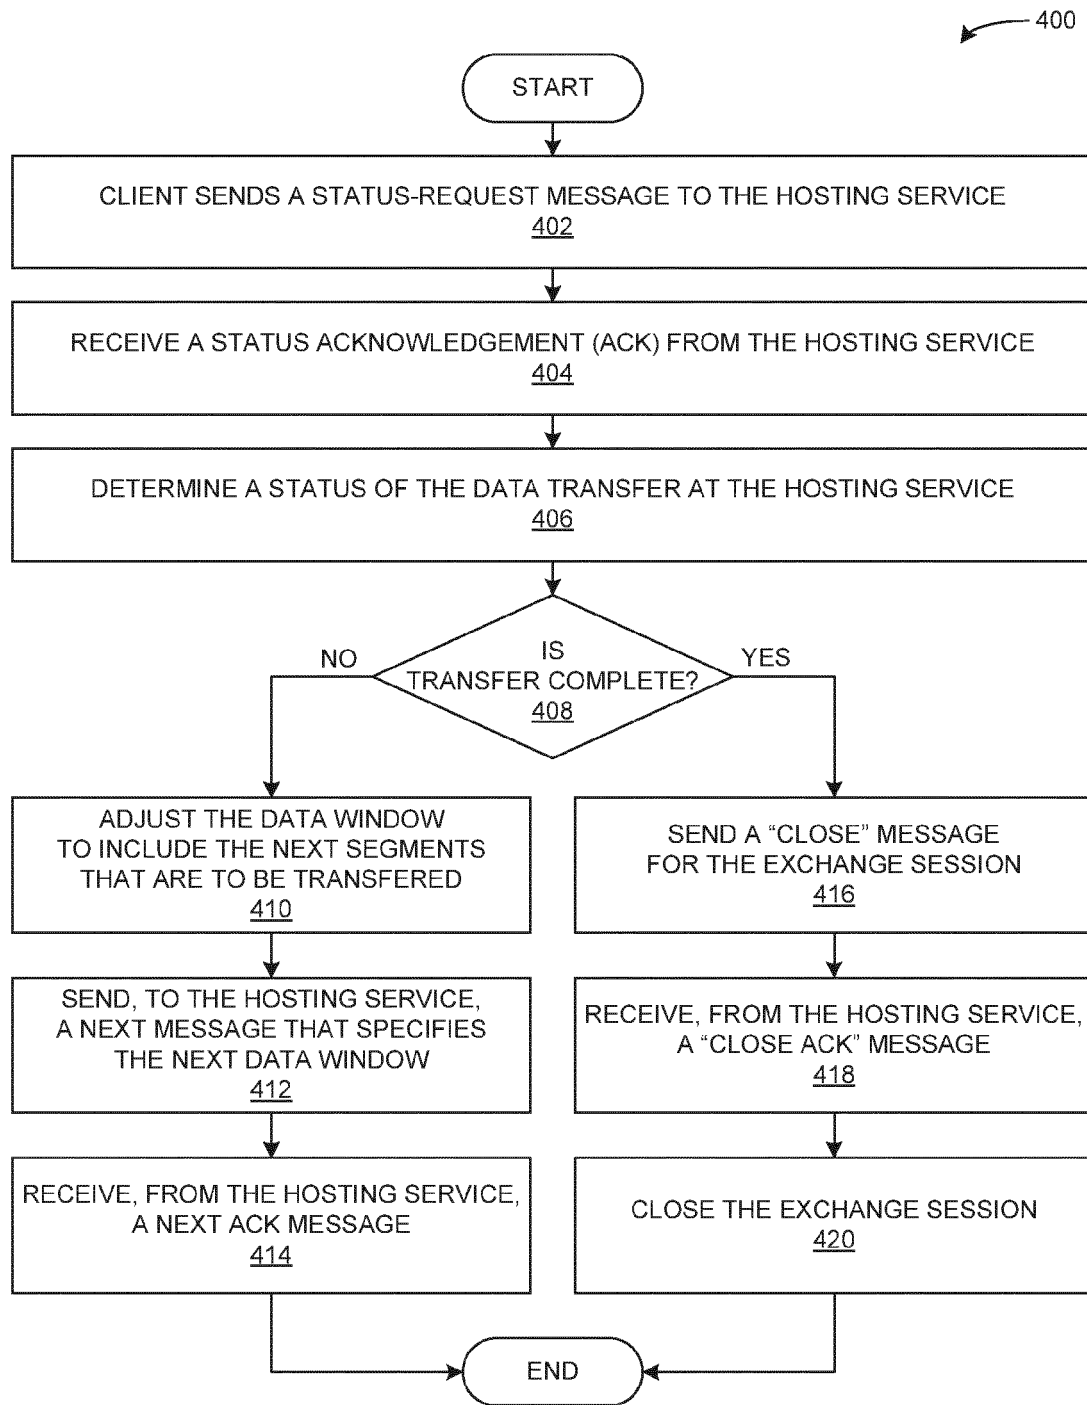 400
START
CLIENT SENDS A STATUS-REQUEST MESSAGE TO THE HOSTING SERVICE
402
RECEIVE A STATUS ACKNOWLEDGEMENT (ACK) FROM THE HOSTING SERVICE
404
DETERMINE A STATUS OF THE DATA TRANSFER AT THE HOSTING SERVICE
406
IS
TRANSFER COMPLETE?
408
NO
YES
ADJUST THE DATA WINDOW
TO INCLUDE THE NEXT SEGMENTS
THAT ARE TO BE TRANSFERED
410
SEND, TO THE HOSTING SERVICE,
A NEXT MESSAGE THAT SPECIFIES
THE NEXT DATA WINDOW
412
RECEIVE, FROM THE HOSTING SERVICE,
A NEXT ACK MESSAGE
414
SEND A “CLOSE” MESSAGE
FOR THE EXCHANGE SESSION
416
RECEIVE, FROM THE HOSTING SERVICE,
A “CLOSE ACK” MESSAGE
418
CLOSE THE EXCHANGE SESSION
420
END